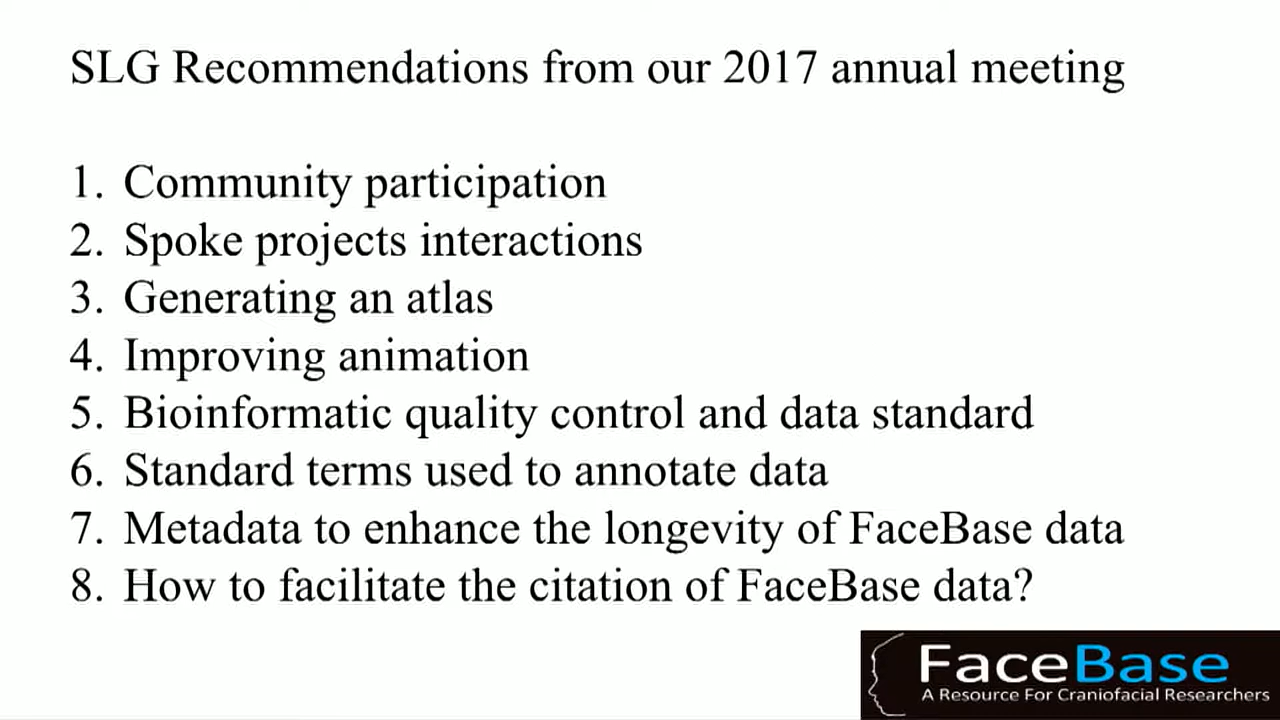 SLG Recommendations from our 2017 annual meeting
1. Community participation
2. Spoke projects interactions
3. Generating an atlas
4. Improving animation
5. Bioinformatic quality control and data standard
6. Standard terms used to annotate data
7. Metadata to enhance the longevity of FaceBase data
8. How to facilitate the citation of FaceBase data?
FaceBase
A Resource For Craniofacial Researchers